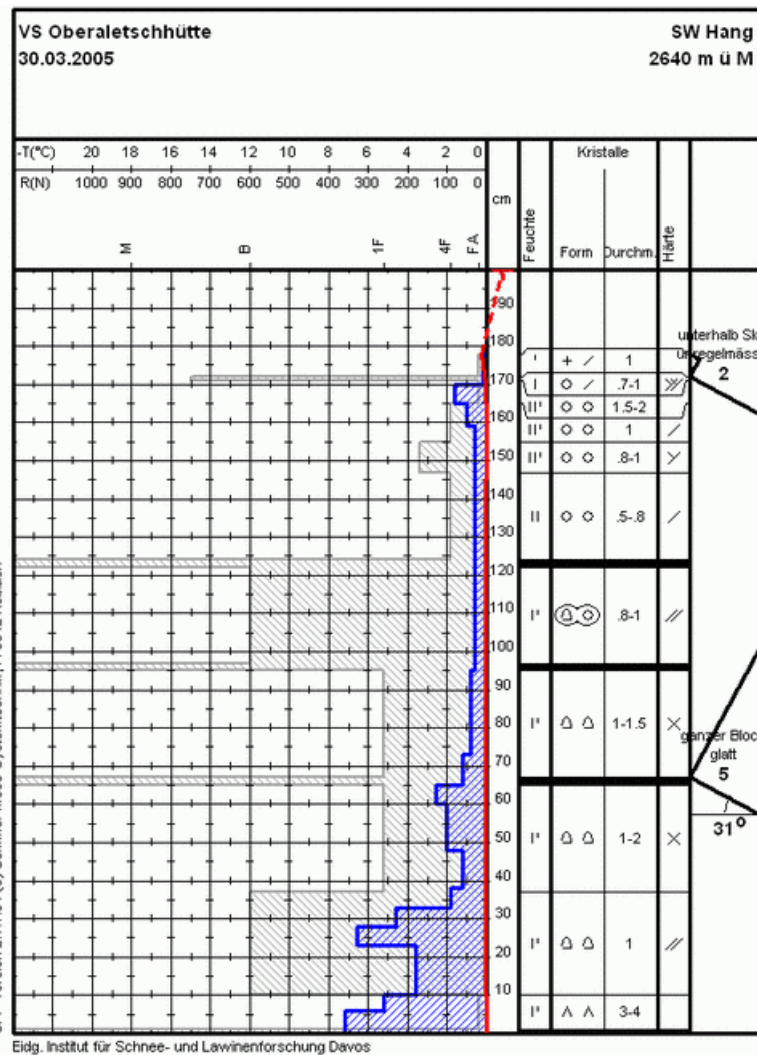 VS Oberaletschhütte
SW Hang
30.03.2005
2640 m ü M
-T(°C) 20 18 16 14 12 10 8 6 4 2 0
R(N) 1000 900 800 700 600 500 400 300 200 100 0
M B 1F 4F F A
cm
Feuchte
Kristalle
Form
Durchm.
Härte
190
180
170
160
150
140
130
120
110
100
90
80
70
60
50
40
30
20
10
I + / 1
I o / .7-1
II' o o 1.5-2
II' o o 1 /
II' o o .8-1
II o o .5-.8 /
I' .8-1 //
I' 1-1.5 ×
I' 1-2 ×
I' 1 //
I' ∧ ∧ 3-4
unterhalb
2
ganzer
glatt
5
31°
Eidg. Institut für Schnee- und Lawinenforschung Davos